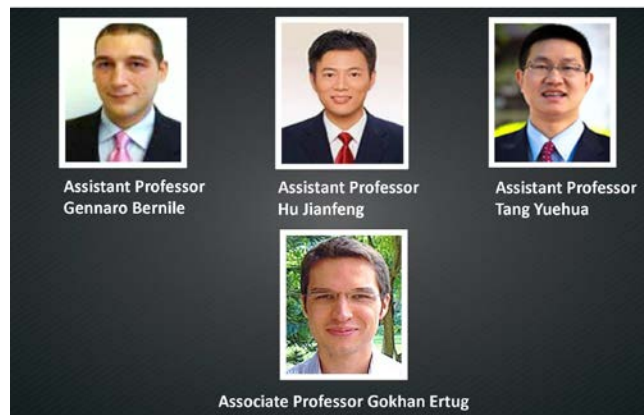 Assistant Professor
Gennaro Bernile
Assistant Professor
Hu Jianfeng
Assistant Professor
Tang Yuehua
Associate Professor Gokhan Ertug